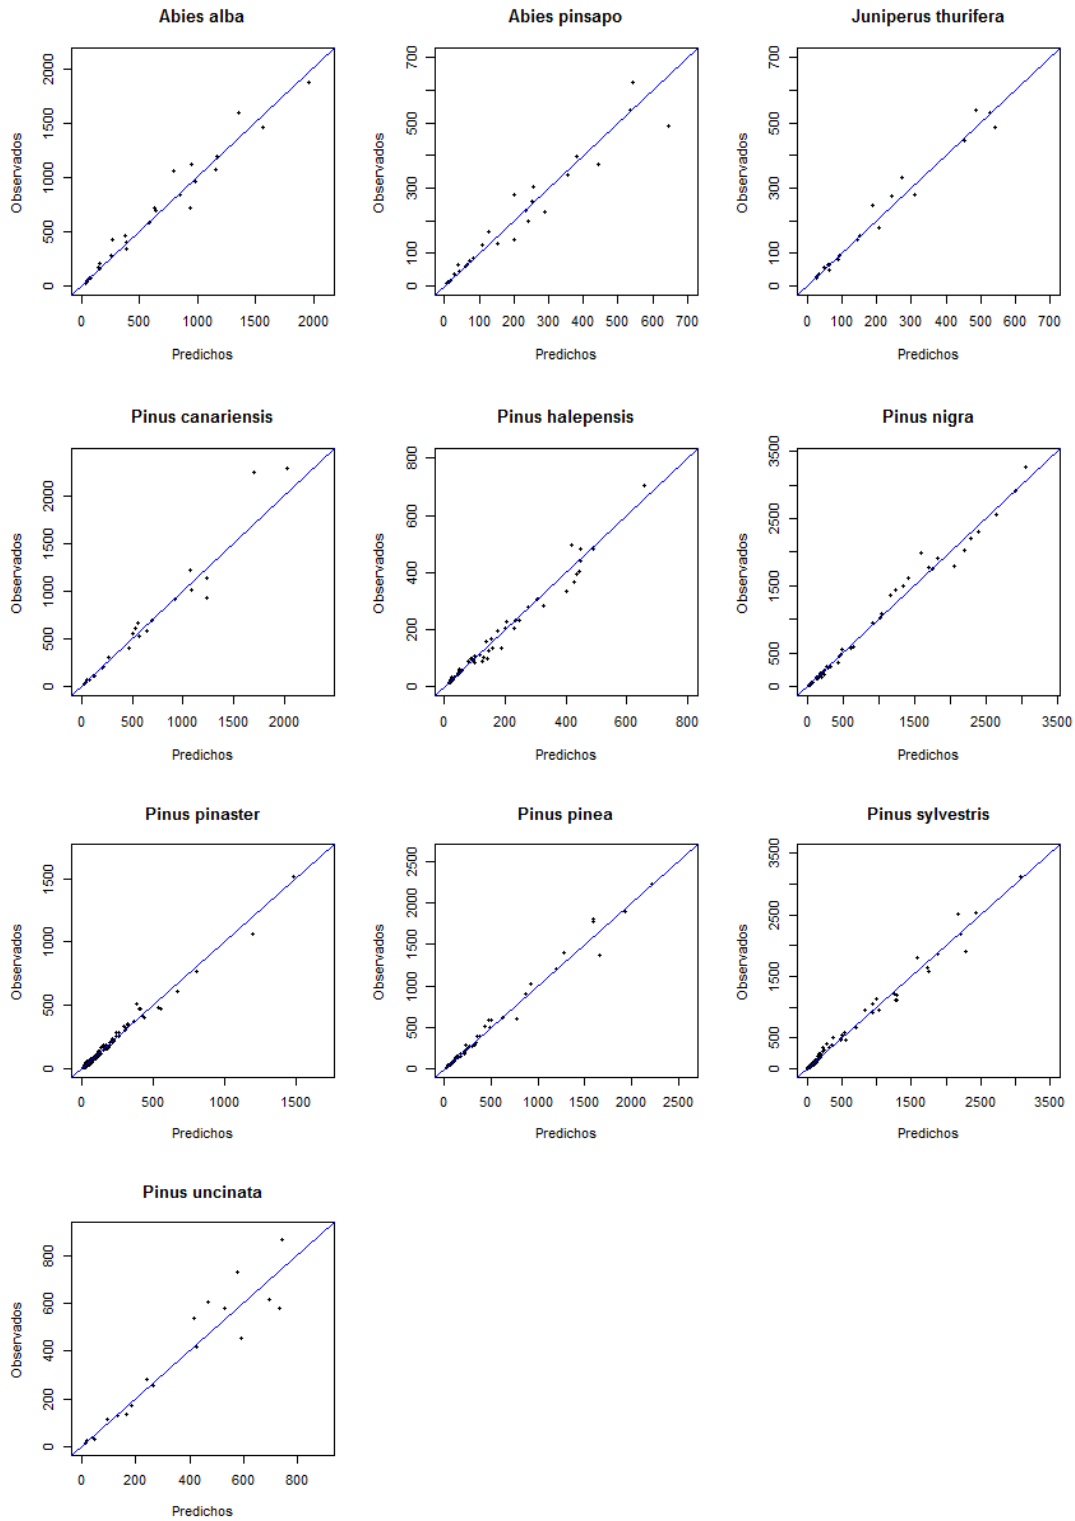 Abies alba
Observados
0 500 1000 1500 2000
0 500 1000 1500 2000
Predichos
Abies pinsapo
Observados
100 300 500 700
0 100 200 300 400 500 600 700
Predichos
Juniperus thurifera
Observados
100 300 500 700
0 100 200 300 400 500 600 700
Predichos
Pinus canariensis
Observados
0 500 1000 1500 2000
0 500 1000 2000
Predichos
Pinus halepensis
Observados
0 200 400 600 800
0 200 400 600 800
Predichos
Pinus nigra
Observados
0 500 1500 2500 3500
0 500 1500 2500 3500
Predichos
Pinus pinaster
Observados
0 500 1000 1500
0 500 1000 1500
Predichos
Pinus pinea
Observados
0 500 1000 1500 2000 2500
0 500 1000 1500 2000 2500
Predichos
Pinus sylvestris
Observados
0 500 1500 2500 3500
0 500 1500 2500 3500
Predichos
Pinus uncinata
Observados
0 200 400 600 800
0 200 400 600 800
Predichos